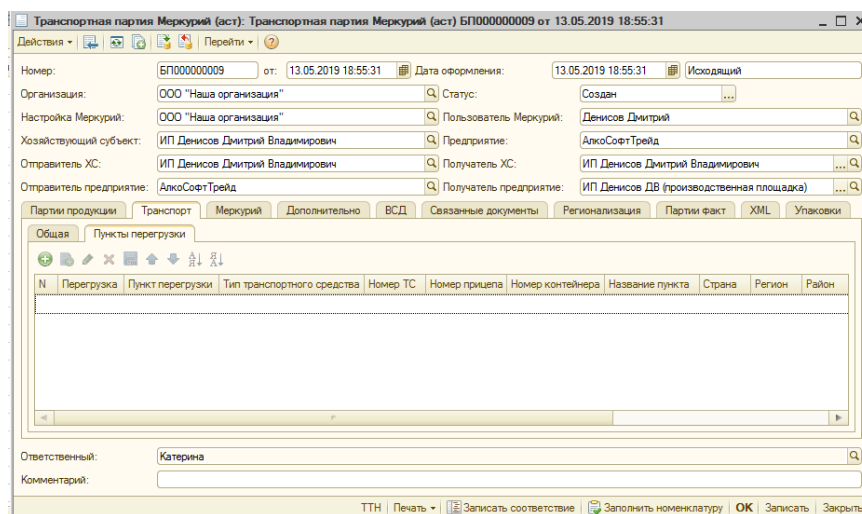 Транспортная партия Меркурий (аст): Транспортная партия Меркурий (аст) БП000000009 от 13.05.2019 18:55:31
Действия Перейти
Номер: БП000000009 от: 13.05.2019 18:55:31 Дата оформления: 13.05.2019 18:55:31 Исходящий
Организация: ООО "Наша организация" Статус: Создан ...
Настройка Меркурий: ООО "Наша организация" Пользователь Меркурий: Денисов Дмитрий
Хозяйствующий субъект: ИП Денисов Дмитрий Владимирович Предприятие: АлкоСофтТрейд
Отправитель ХС: ИП Денисов Дмитрий Владимирович Получатель ХС: ИП Денисов Дмитрий Владимирович ...
Отправитель предприятие: АлкоСофтТрейд Получатель предприятие: ИП Денисов ДВ (производственная площадка) ...
Партии продукции Транспорт Меркурий Дополнительно ВСД Связанные документы Регионализация Партии факт XML Упаковки
Общая Пункты перегрузки
N Перегрузка Пункт перегрузки Тип транспортного средства Номер ТС Номер прицепа Номер контейнера Название пункта Страна Регион Район
Ответственный: Катерина
Комментарий:
ТТН Печать Записать соответствие Заполнить номенклатуру OK Записать Закрыть